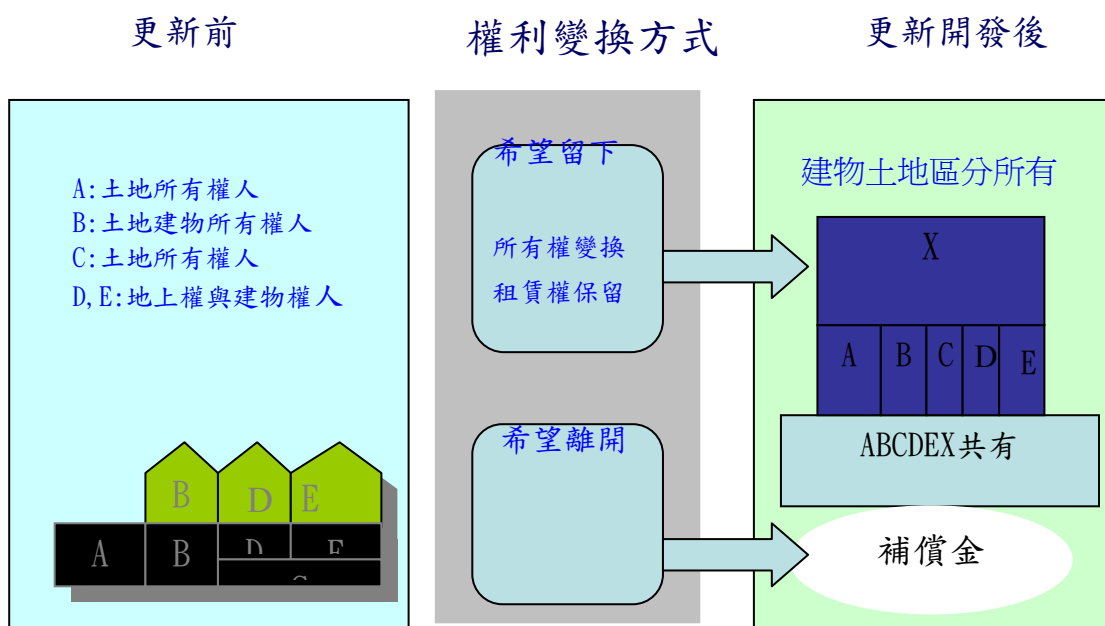 更新前
權利變換方式
更新開發後
A:土地所有權人
B:土地建物所有權人
C:土地所有權人
D,E:地上權與建物權人
B
D
E
A
B
D
希望留下
所有權變換
租賃權保留
希望離開
建物土地區分所有
X
A
B
C
D
E
ABCDEX共有
補償金